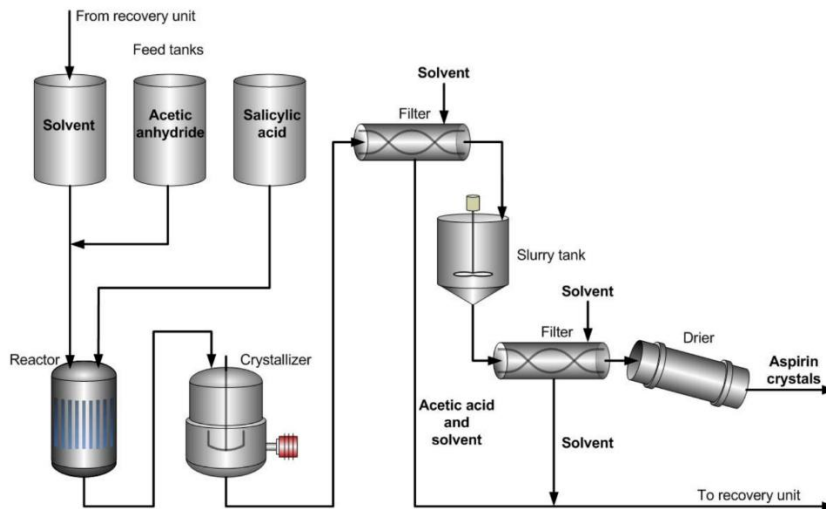 From recovery unit
Feed tanks
Solvent
Acetic
anhydride
Salicylic
acid
Solvent
Filter
Slurry tank
Solvent
Filter
Drier
Aspirin
crystals
Reactor
Crystallizer
Acetic acid
and
solvent
Solvent
To recovery unit